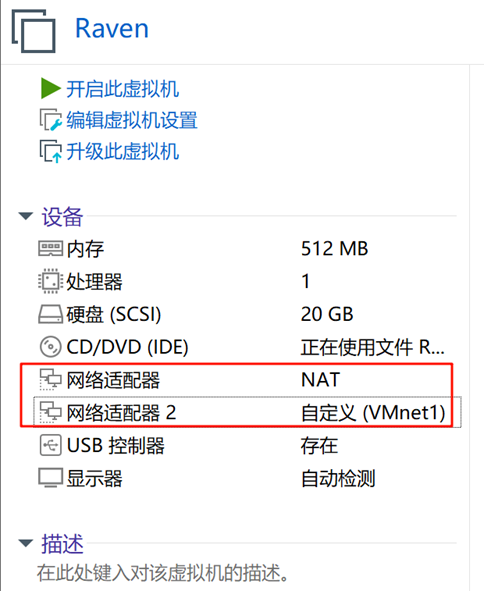 Raven
开启此虚拟机
编辑虚拟机设置
升级此虚拟机
设备
内存 512 MB
处理器 1
硬盘 (SCSI) 20 GB
CD/DVD (IDE) 正在使用文件 R...
网络适配器 NAT
网络适配器 2 自定义 (VMnet1)
USB 控制器 存在
显示器 自动检测
描述
在此处键入对该虚拟机的描述。